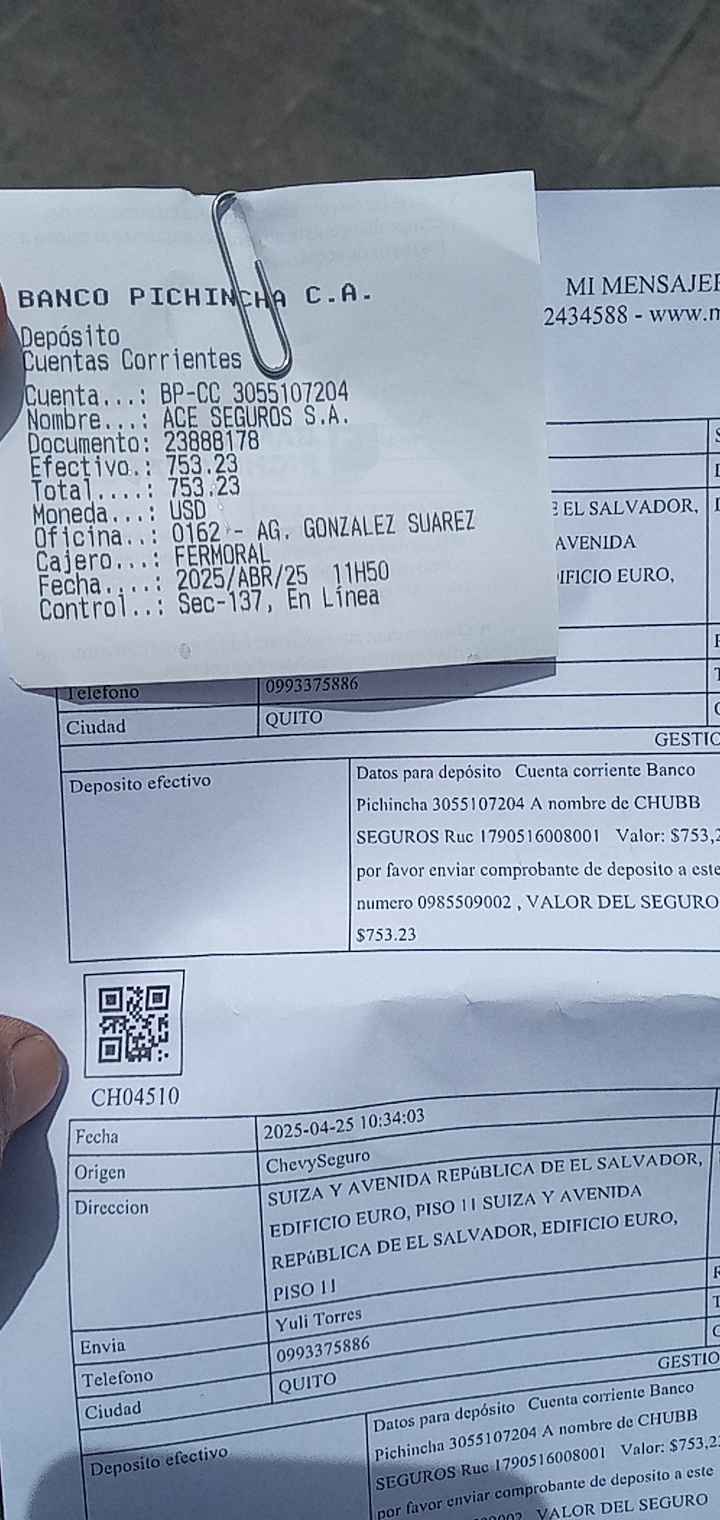 BANCO PICHINCHA C.A.
Depósito
Cuentas Corrientes
Cuenta...: BP-CC 3055107204
Nombre...: ACE SEGUROS S.A.
Documento: 23888178
Efectivo.: 753.23
Total....: 753.23
Moneda...: USD
Oficina..: 0162 - AG. GONZALEZ SUAREZ
Cajero...: FERMORAL
Fecha....: 2025/ABR/25 11H50
Control..: Sec-137, En Línea
MI MENSAJE
2434588 - www.m
E EL SALVADOR,
AVENIDA
IFICIO EURO,
Telefono 0993375886
Ciudad QUITO
GESTIO
Deposito efectivo
Datos para depósito Cuenta corriente Banco
Pichincha 3055107204 A nombre de CHUBB
SEGUROS Ruc 1790516008001 Valor: $753,2
por favor enviar comprobante de deposito a este
numero 0985509002 , VALOR DEL SEGURO
$753.23
CH04510
Fecha 2025-04-25 10:34:03
Origen ChevySeguro
Direccion SUIZA Y AVENIDA REPúBLICA DE EL SALVADOR,
EDIFICIO EURO, PISO 11 SUIZA Y AVENIDA
REPúBLICA DE EL SALVADOR, EDIFICIO EURO,
PISO 11
Envia Yuli Torres
Telefono 0993375886
Ciudad QUITO
GESTIO
Deposito efectivo
Datos para depósito Cuenta corriente Banco
Pichincha 3055107204 A nombre de CHUBB
SEGUROS Ruc 1790516008001 Valor: $753,2
por favor enviar comprobante de deposito a este
VALOR DEL SEGURO